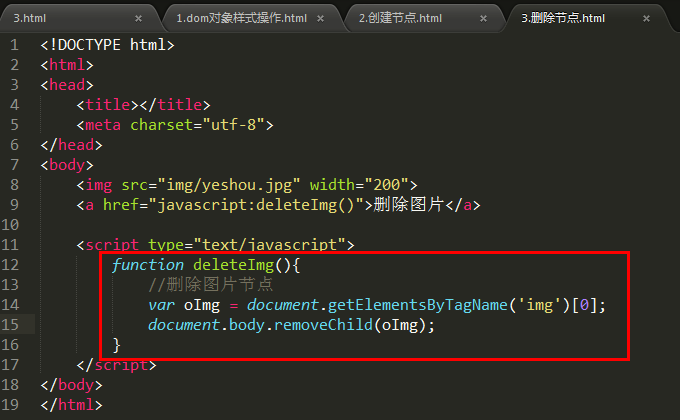 3.html × 1.dom对象样式操作.html × 2.创建节点.html × 3.删除节点.html ×
1 <!DOCTYPE html>
2 <html>
3 <head>
4 <title></title>
5 <meta charset="utf-8">
6 </head>
7 <body>
8 <img src="img/yeshou.jpg" width="200">
9 <a href="javascript:deleteImg()">删除图片</a>
10
11 <script type="text/javascript">
12 function deleteImg(){
13 //删除图片节点
14 var oImg = document.getElementsByTagName('img')[0];
15 document.body.removeChild(oImg);
16 }
17 </script>
18 </body>
19 </html>